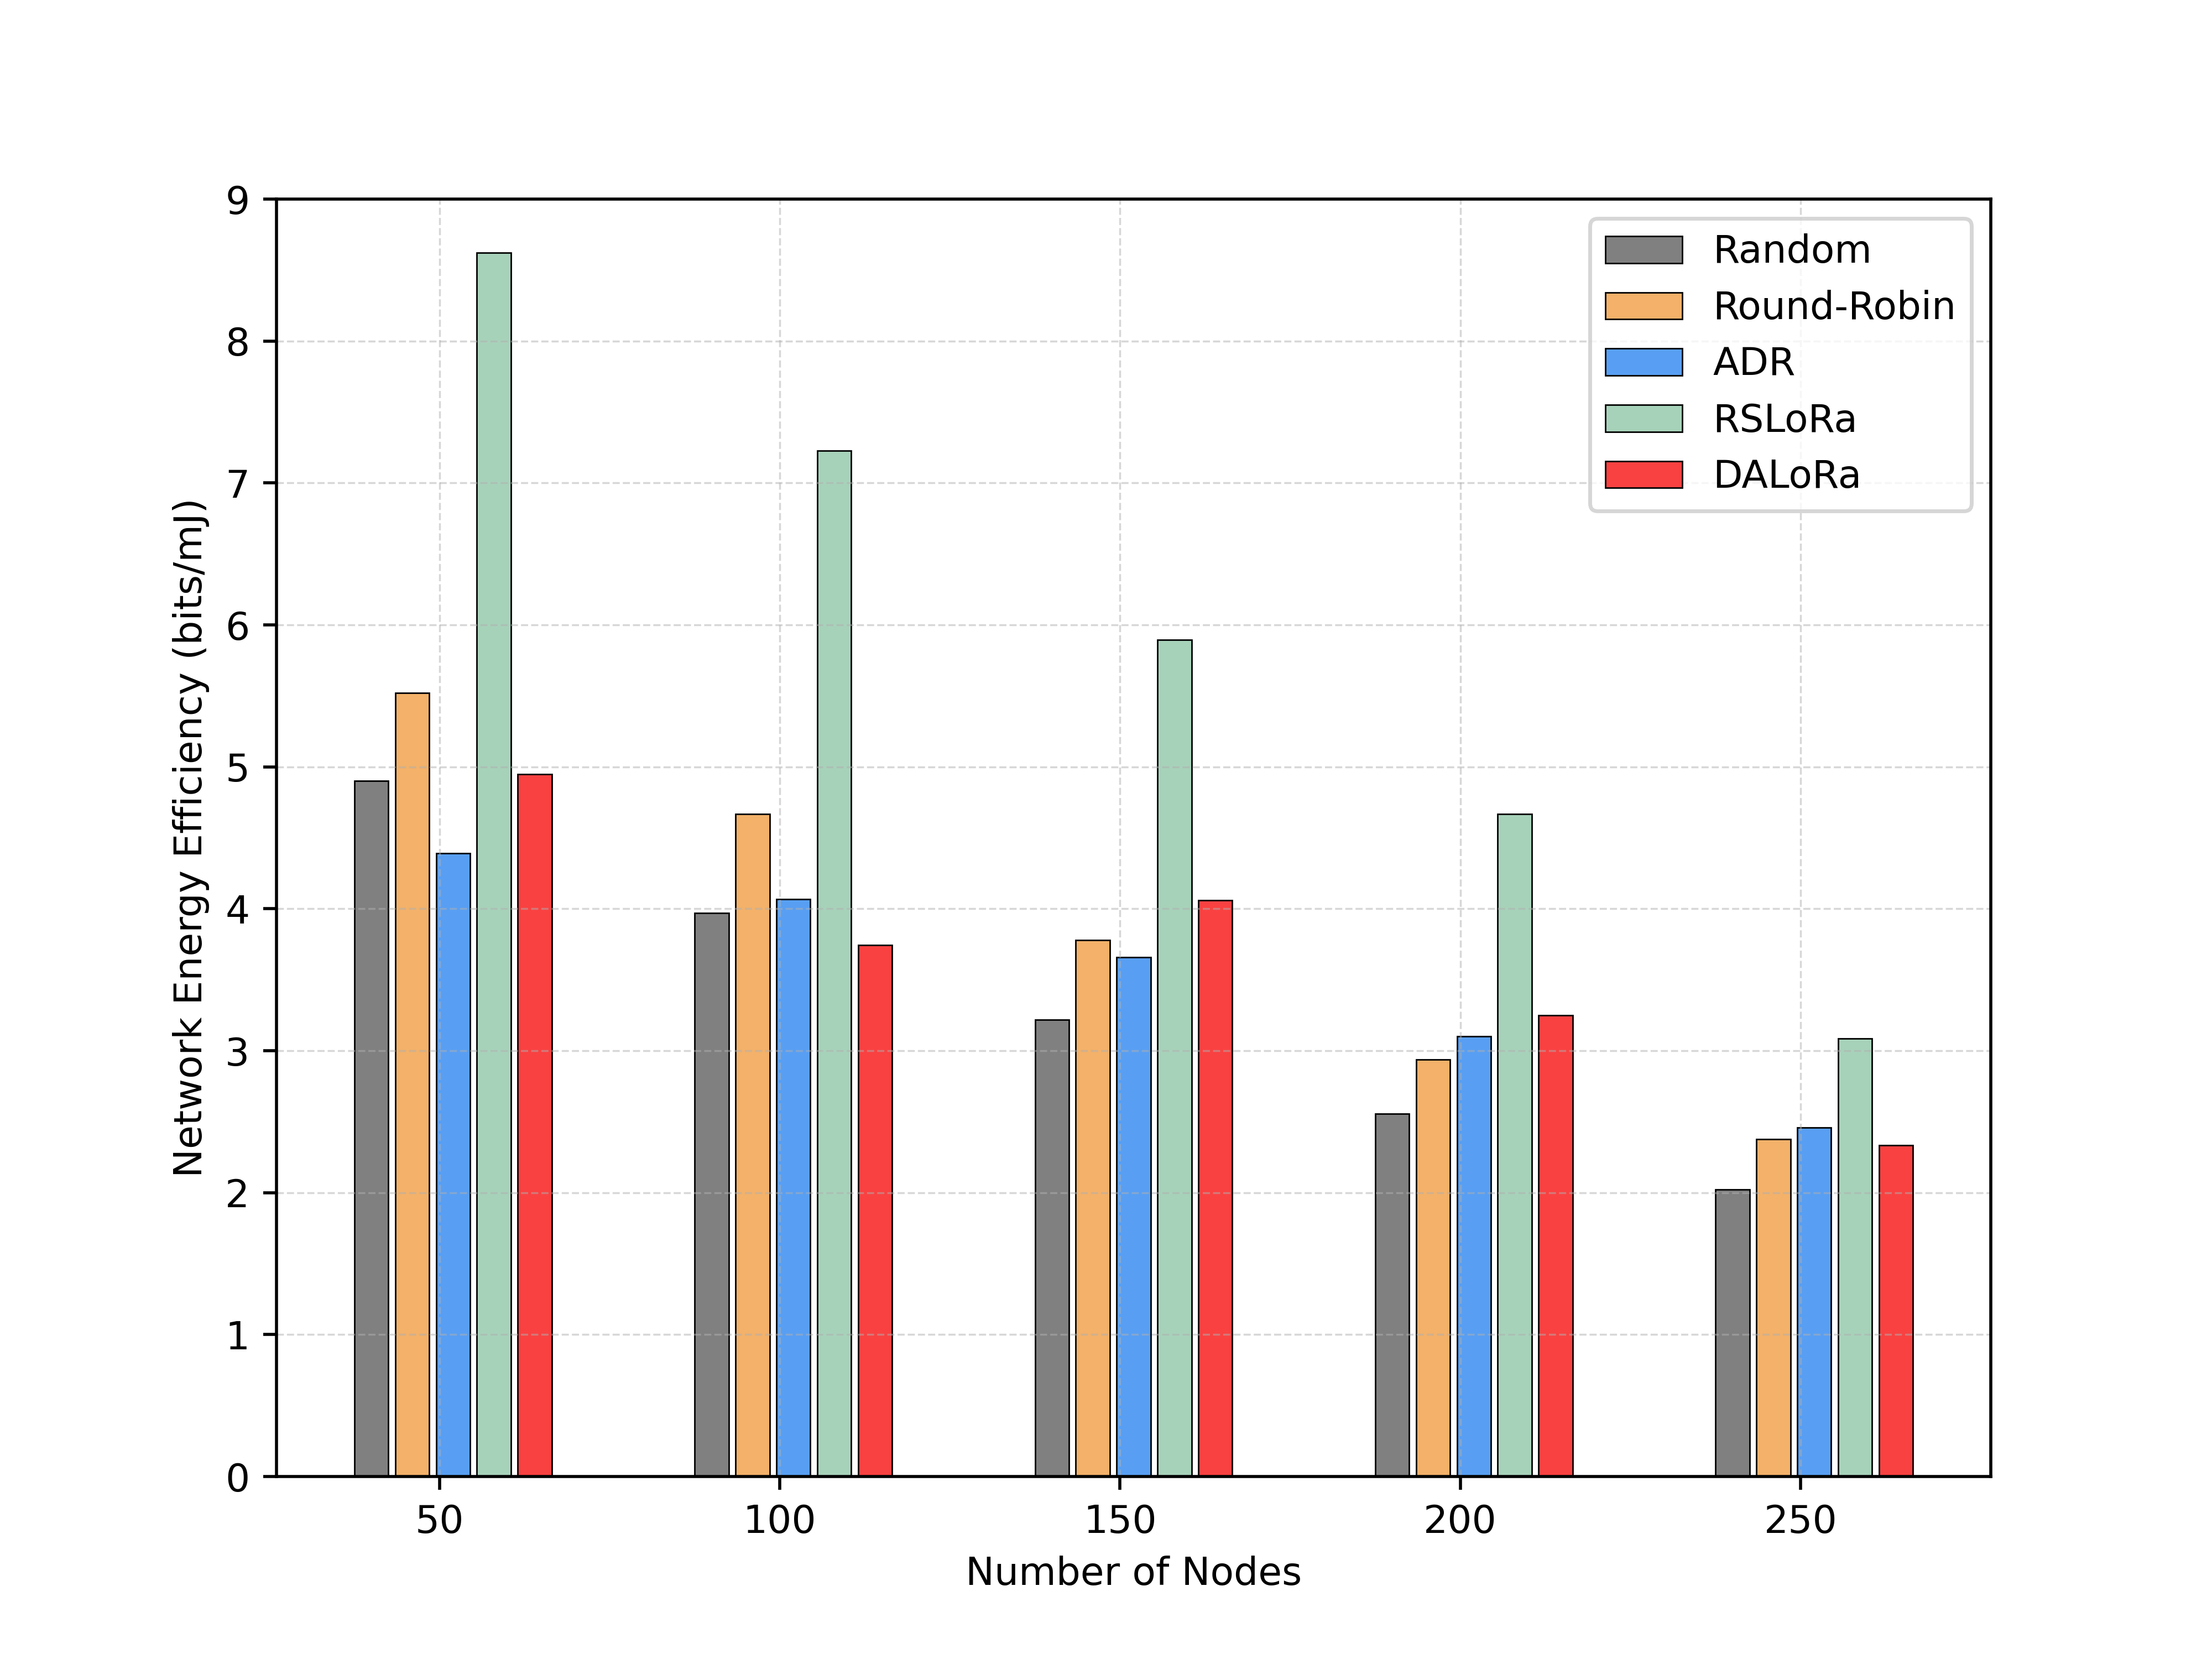 9
8
7
6
5
4
3
2
1
0
Network Energy Efficiency (bits/mJ)
Random
Round-Robin
ADR
RSLoRa
DALoRa
50 100 150 200 250
Number of Nodes